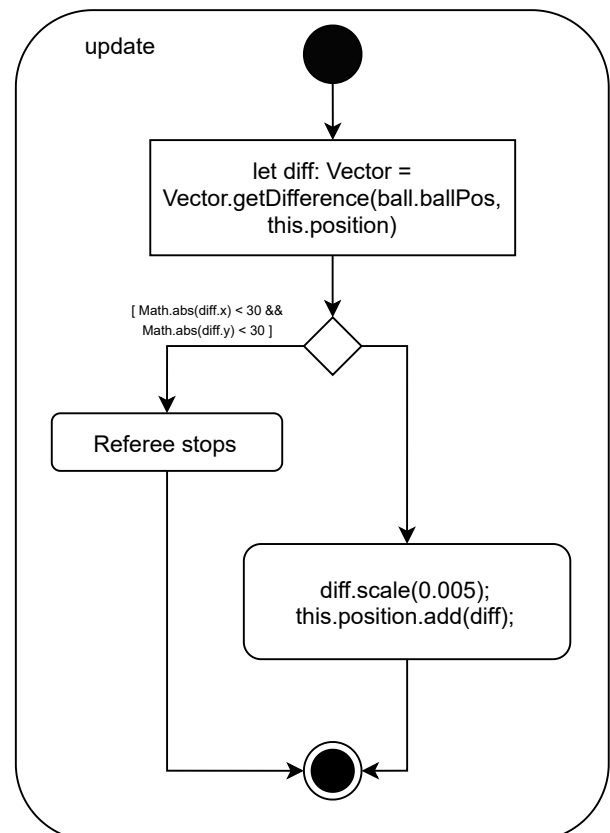 update
let diff: Vector =
Vector.getDifference(ball.ballPos,
this.position)
[ Math.abs(diff.x) < 30 &&
Math.abs(diff.y) < 30 ]
Referee stops
diff.scale(0.005);
this.position.add(diff);